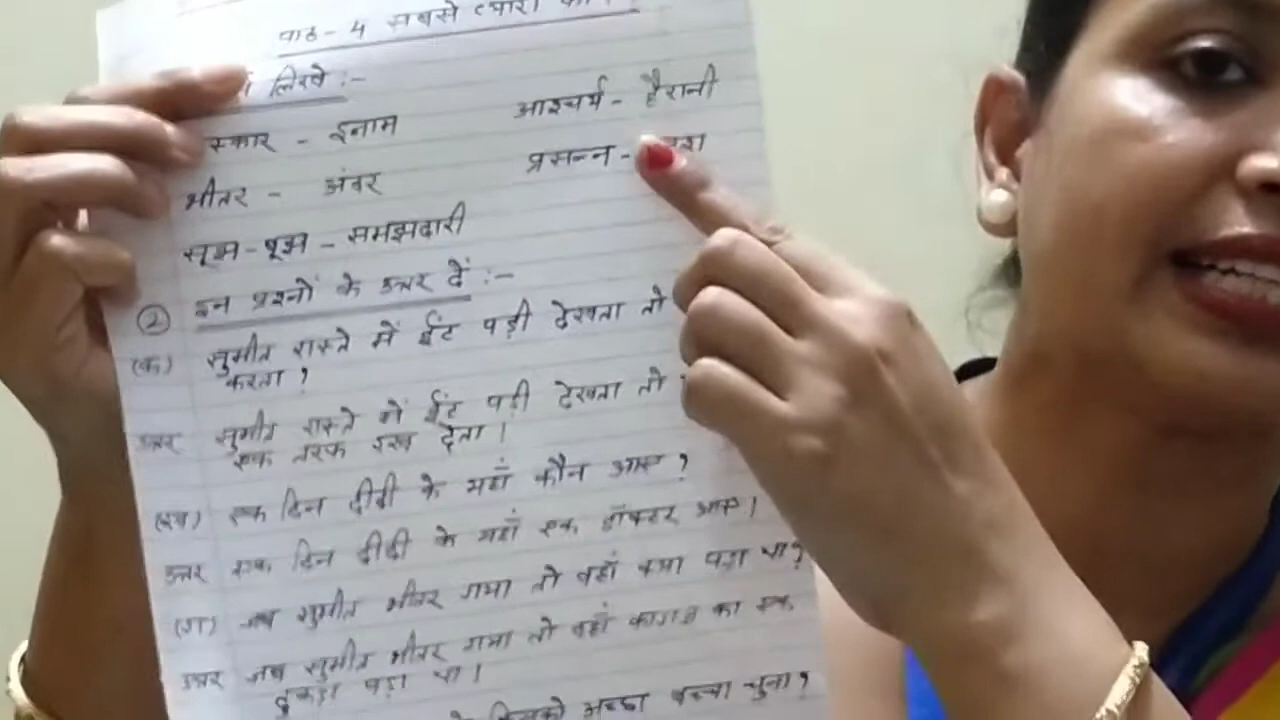 पाठ - 4 सबसे प्यारा
लिखें :-
स्कार - इनाम
आश्चर्य - हैरानी
भीतर - अंदर
प्रसन्न -
सूझ-बूझ - समझदारी
② इन प्रश्नों के उत्तर दें :-
(क) सुमीत रास्ते में ईंट पड़ी देखता तो
करता ?
उत्तर सुमीत रास्ते में ईंट पड़ी देखता तो
एक तरफ रख देता ।
(ख) एक दिन दीदी के यहाँ कौन आए ?
उत्तर एक दिन दीदी के यहाँ एक डॉक्टर आए ।
(ग) जब सुमीत भीतर गया तो वहाँ क्या पड़ा था ?
उत्तर जब सुमीत भीतर गया तो वहाँ कागज का एक
टुकड़ा पड़ा था ।
किसको अच्छा बच्चा चुना ?